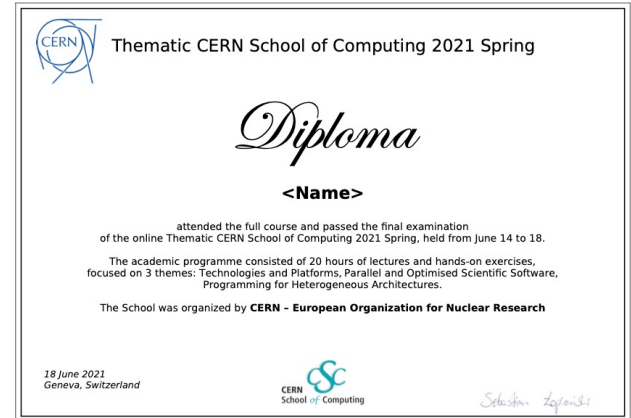 CERN
Thematic CERN School of Computing 2021 Spring
Diploma
<Name>
attended the full course and passed the final examination
of the online Thematic CERN School of Computing 2021 Spring, held from June 14 to 18.
The academic programme consisted of 20 hours of lectures and hands-on exercises,
focused on 3 themes: Technologies and Platforms, Parallel and Optimised Scientific Software,
Programming for Heterogeneous Architectures.
The School was organized by CERN – European Organization for Nuclear Research
18 June 2021
Geneva, Switzerland
CSC
CERN
School of Computing
Sebastian